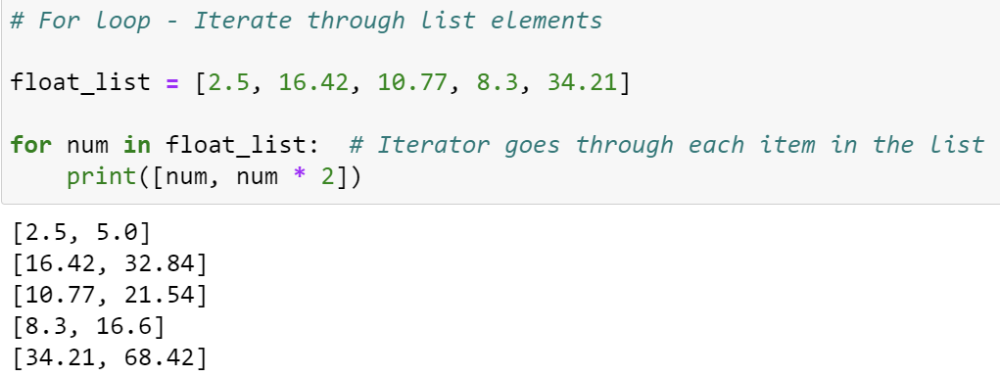 # For loop - Iterate through list elements
float_list = [2.5, 16.42, 10.77, 8.3, 34.21]
for num in float_list:  # Iterator goes through each item in the list
    print([num, num * 2])
[2.5, 5.0]
[16.42, 32.84]
[10.77, 21.54]
[8.3, 16.6]
[34.21, 68.42]